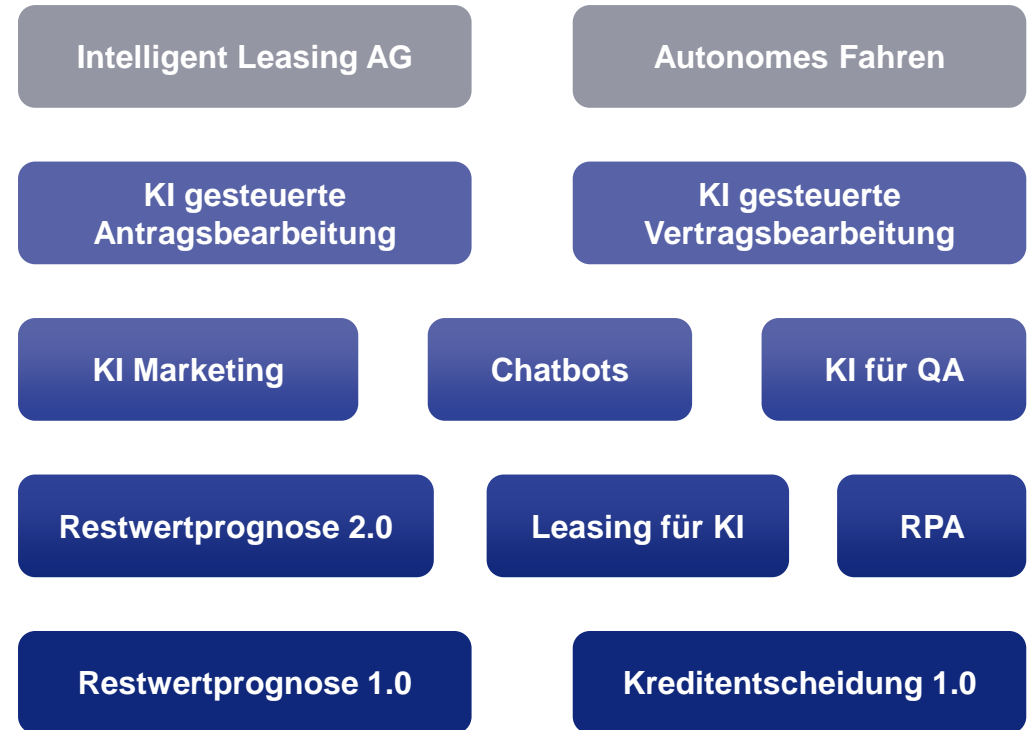 Intelligent Leasing AG
Autonomes Fahren
KI gesteuerte
Antragsbearbeitung
KI gesteuerte
Vertragsbearbeitung
KI Marketing
Chatbots
KI für QA
Restwertprognose 2.0
Leasing für KI
RPA
Restwertprognose 1.0
Kreditentscheidung 1.0